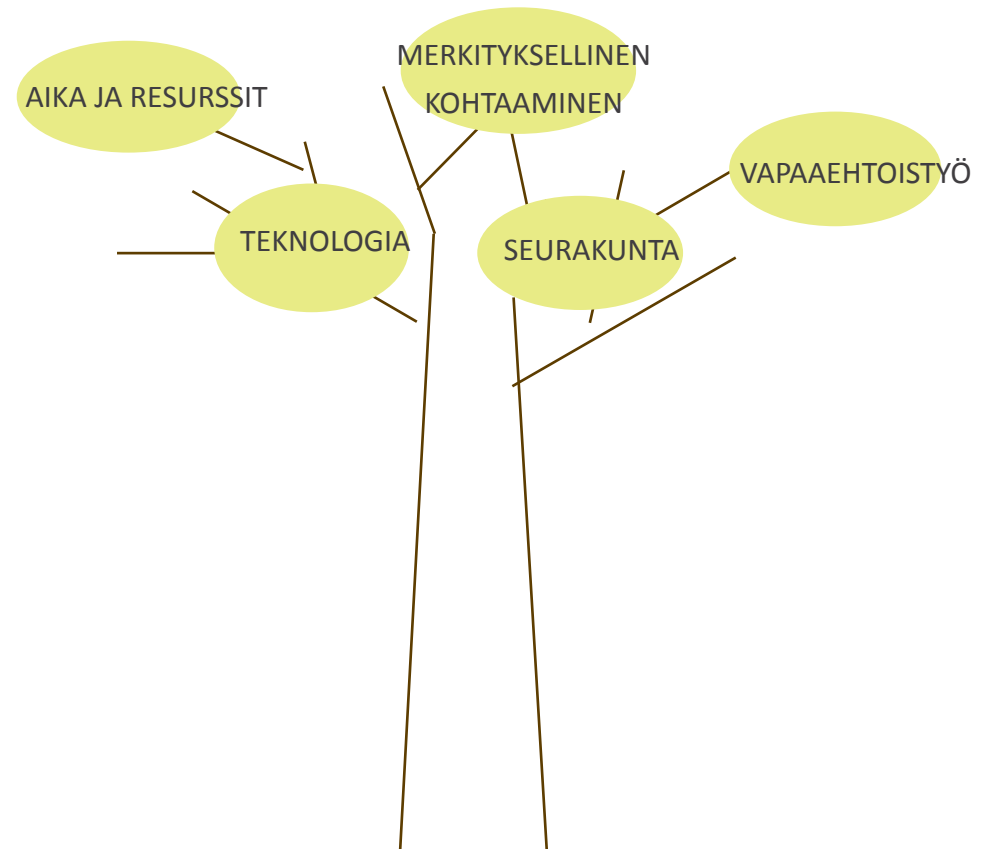 MERKITYKSELLINEN
KOHTAAMINEN
AIKA JA RESURSSIT
VAPAAEHTOISTYÖ
TEKNOLOGIA
SEURAKUNTA